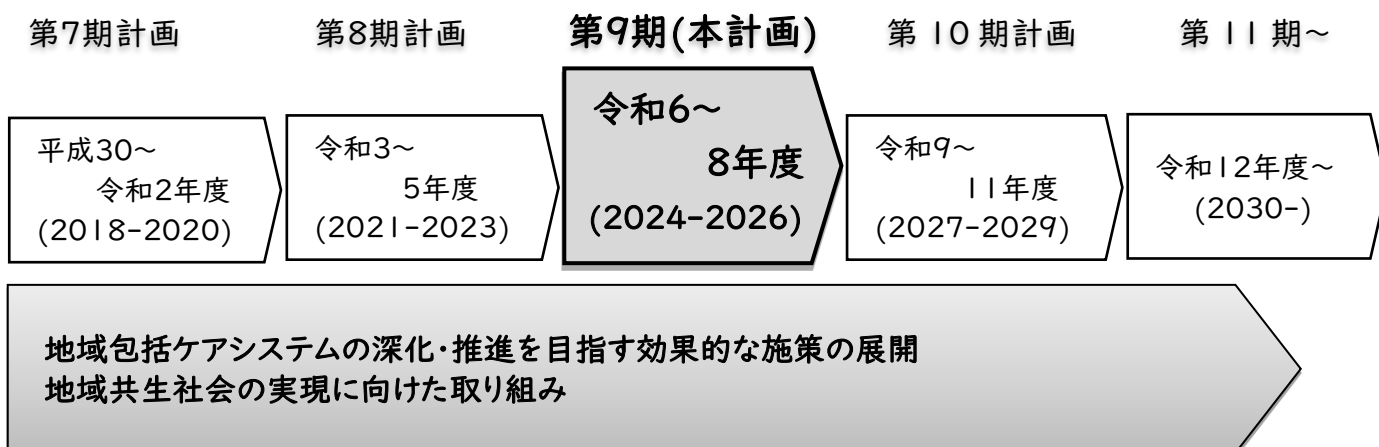 第7期計画
第8期計画
第9期(本計画)
第10期計画
第11期～
平成30～
令和2年度
(2018-2020)
令和3～
5年度
(2021-2023)
令和6～
8年度
(2024-2026)
令和9～
11年度
(2027-2029)
令和12年度～
(2030-)
地域包括ケアシステムの深化・推進を目指す効果的な施策の展開
地域共生社会の実現に向けた取り組み